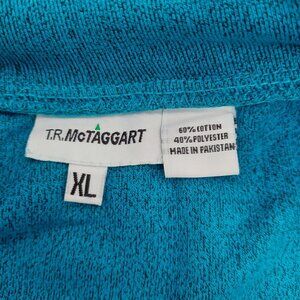 T.R. McTAGGART
XL
60% COTTON
40% POLYESTER
MADE IN PAKISTAN